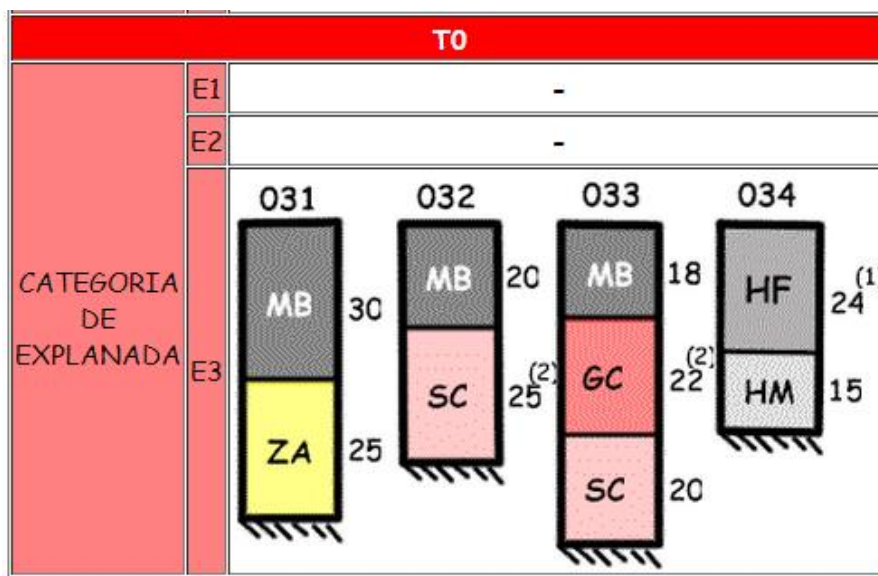 T0
CATEGORIA
DE
EXPLANADA
E1
-
E2
-
E3
031 032 033 034
MB 30
ZA 25
MB 20
SC 25(2)
MB 18
GC 22(2)
SC 20
HF 24(1
HM 15